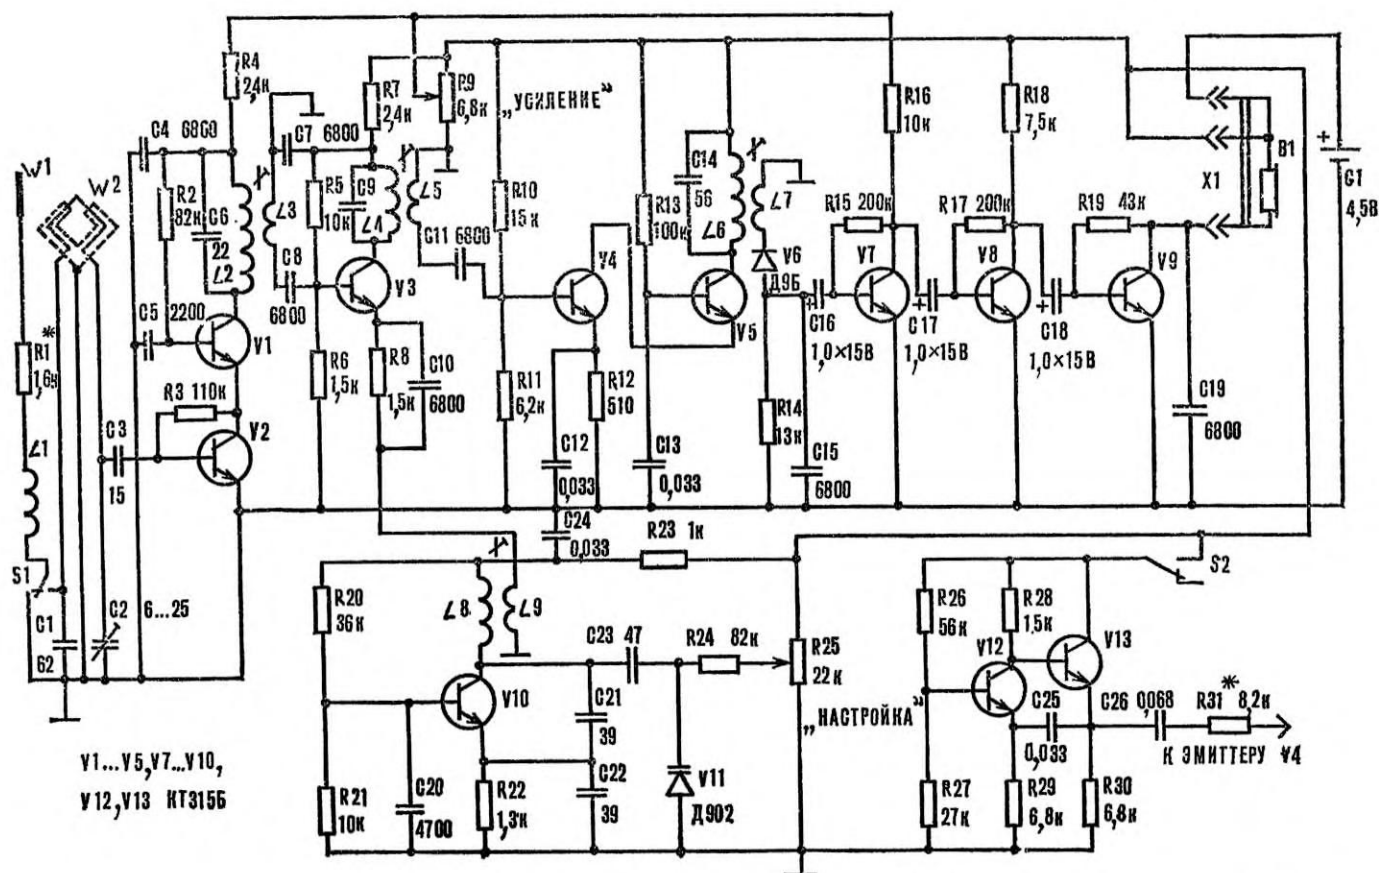 R4
2,4к
C4 6800
W1
W2
R2
82к
C6
22
L2
C5
2200
V1
R1*
1,6к
R3 110к
V2
C3
15
L1
S1
C1
62
C2
6...25
L3
C7 6800
R5
10к
C8
6800
R6
1,5к
R7
2,4к
C9
L4
V3
R8
1,5к
C10
6800
R9
6,8к
„УСИЛЕНИЕ“
L5
C11 6800
R10
15к
R11
6,2к
V4
R12
510
C12
0,033
C24
0,033
R13
100к
C13
0,033
C14
56
L6
V5
L7
V6
Д9Б
C16
1,0×15В
R14
13к
C15
6800
R15 200к
V7
R16
10к
C17
1,0×15В
R17 200к
V8
R18
7,5к
C18
1,0×15В
R19 43к
V9
C19
6800
X1
B1
G1
4,5В
R23 1к
R20
36к
L8
L9
V10
R21
10к
C20
4700
R22
1,3к
C21
39
C22
39
C23 47
R24 82к
V11
Д902
R25
22к
„НАСТРОЙКА“
S2
R26
56к
R27
27к
R28
1,5к
V12
V13
C25
0,033
R29
6,8к
R30
6,8к
C26 0,068
R31* 8,2к
К ЭМИТТЕРУ V4
V1...V5,V7...V10,
V12,V13 КТ315Б